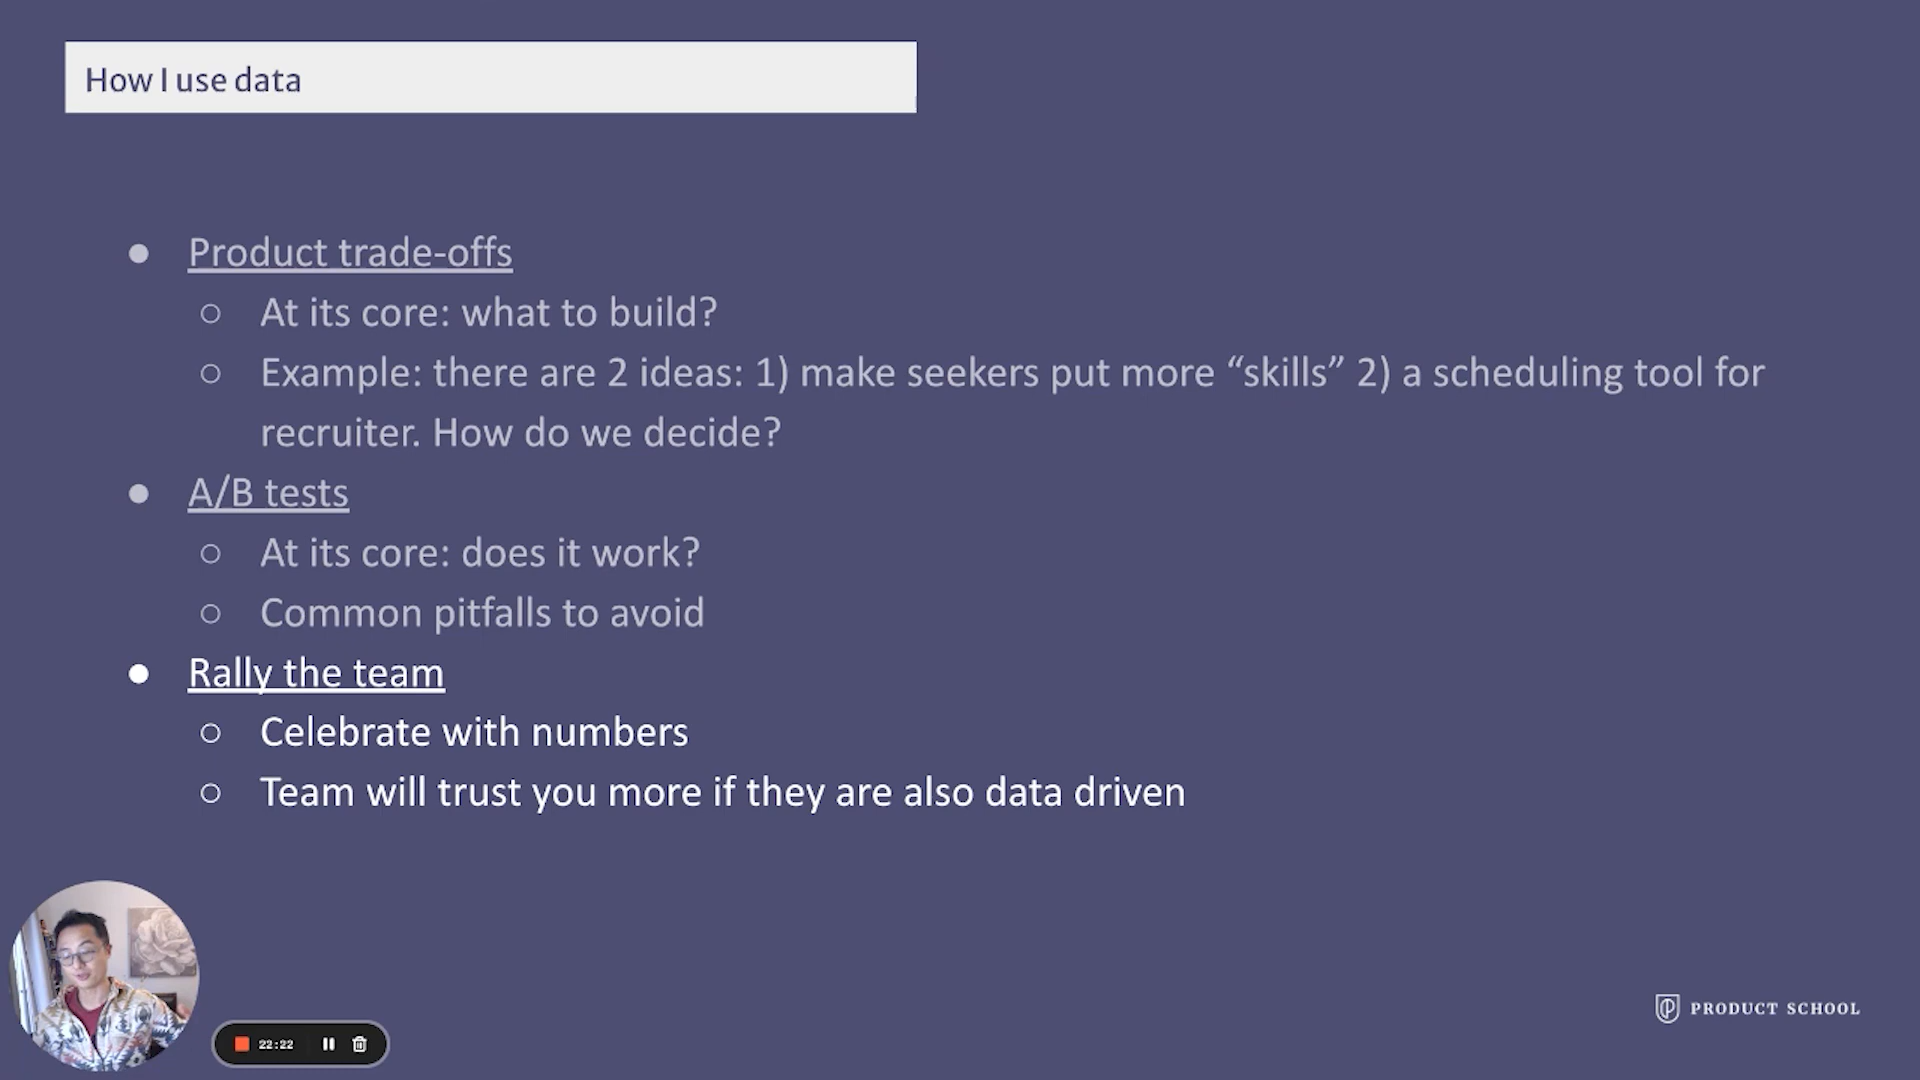 How I use data
● Product trade-offs
○ At its core: what to build?
○ Example: there are 2 ideas: 1) make seekers put more “skills” 2) a scheduling tool for
recruiter. How do we decide?
● A/B tests
○ At its core: does it work?
○ Common pitfalls to avoid
● Rally the team
○ Celebrate with numbers
○ Team will trust you more if they are also data driven
22:22
PRODUCT SCHOOL